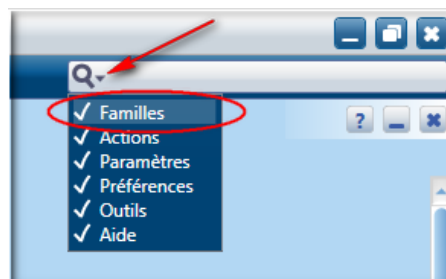 Familles
Actions
Paramètres
Préférences
Outils
Aide
?